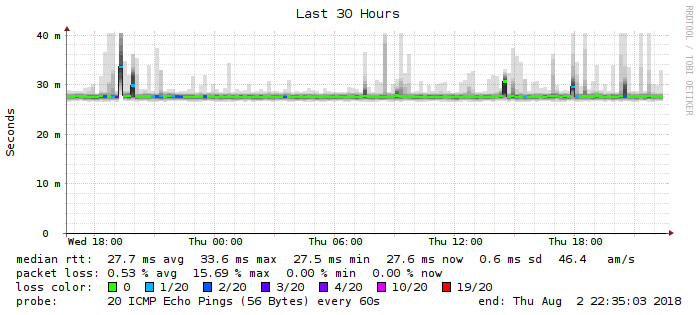 Last 30 Hours
RRDTOOL / TOBI OETIKER
Seconds
40 m
30 m
20 m
10 m
0
Wed 18:00 Thu 00:00 Thu 06:00 Thu 12:00 Thu 18:00
median rtt: 27.7 ms avg 33.6 ms max 27.5 ms min 27.6 ms now 0.6 ms sd 46.4 am/s
packet loss: 0.53 % avg 15.69 % max 0.00 % min 0.00 % now
loss color: 0 1/20 2/20 3/20 4/20 10/20 19/20
probe: 20 ICMP Echo Pings (56 Bytes) every 60s end: Thu Aug 2 22:35:03 2018